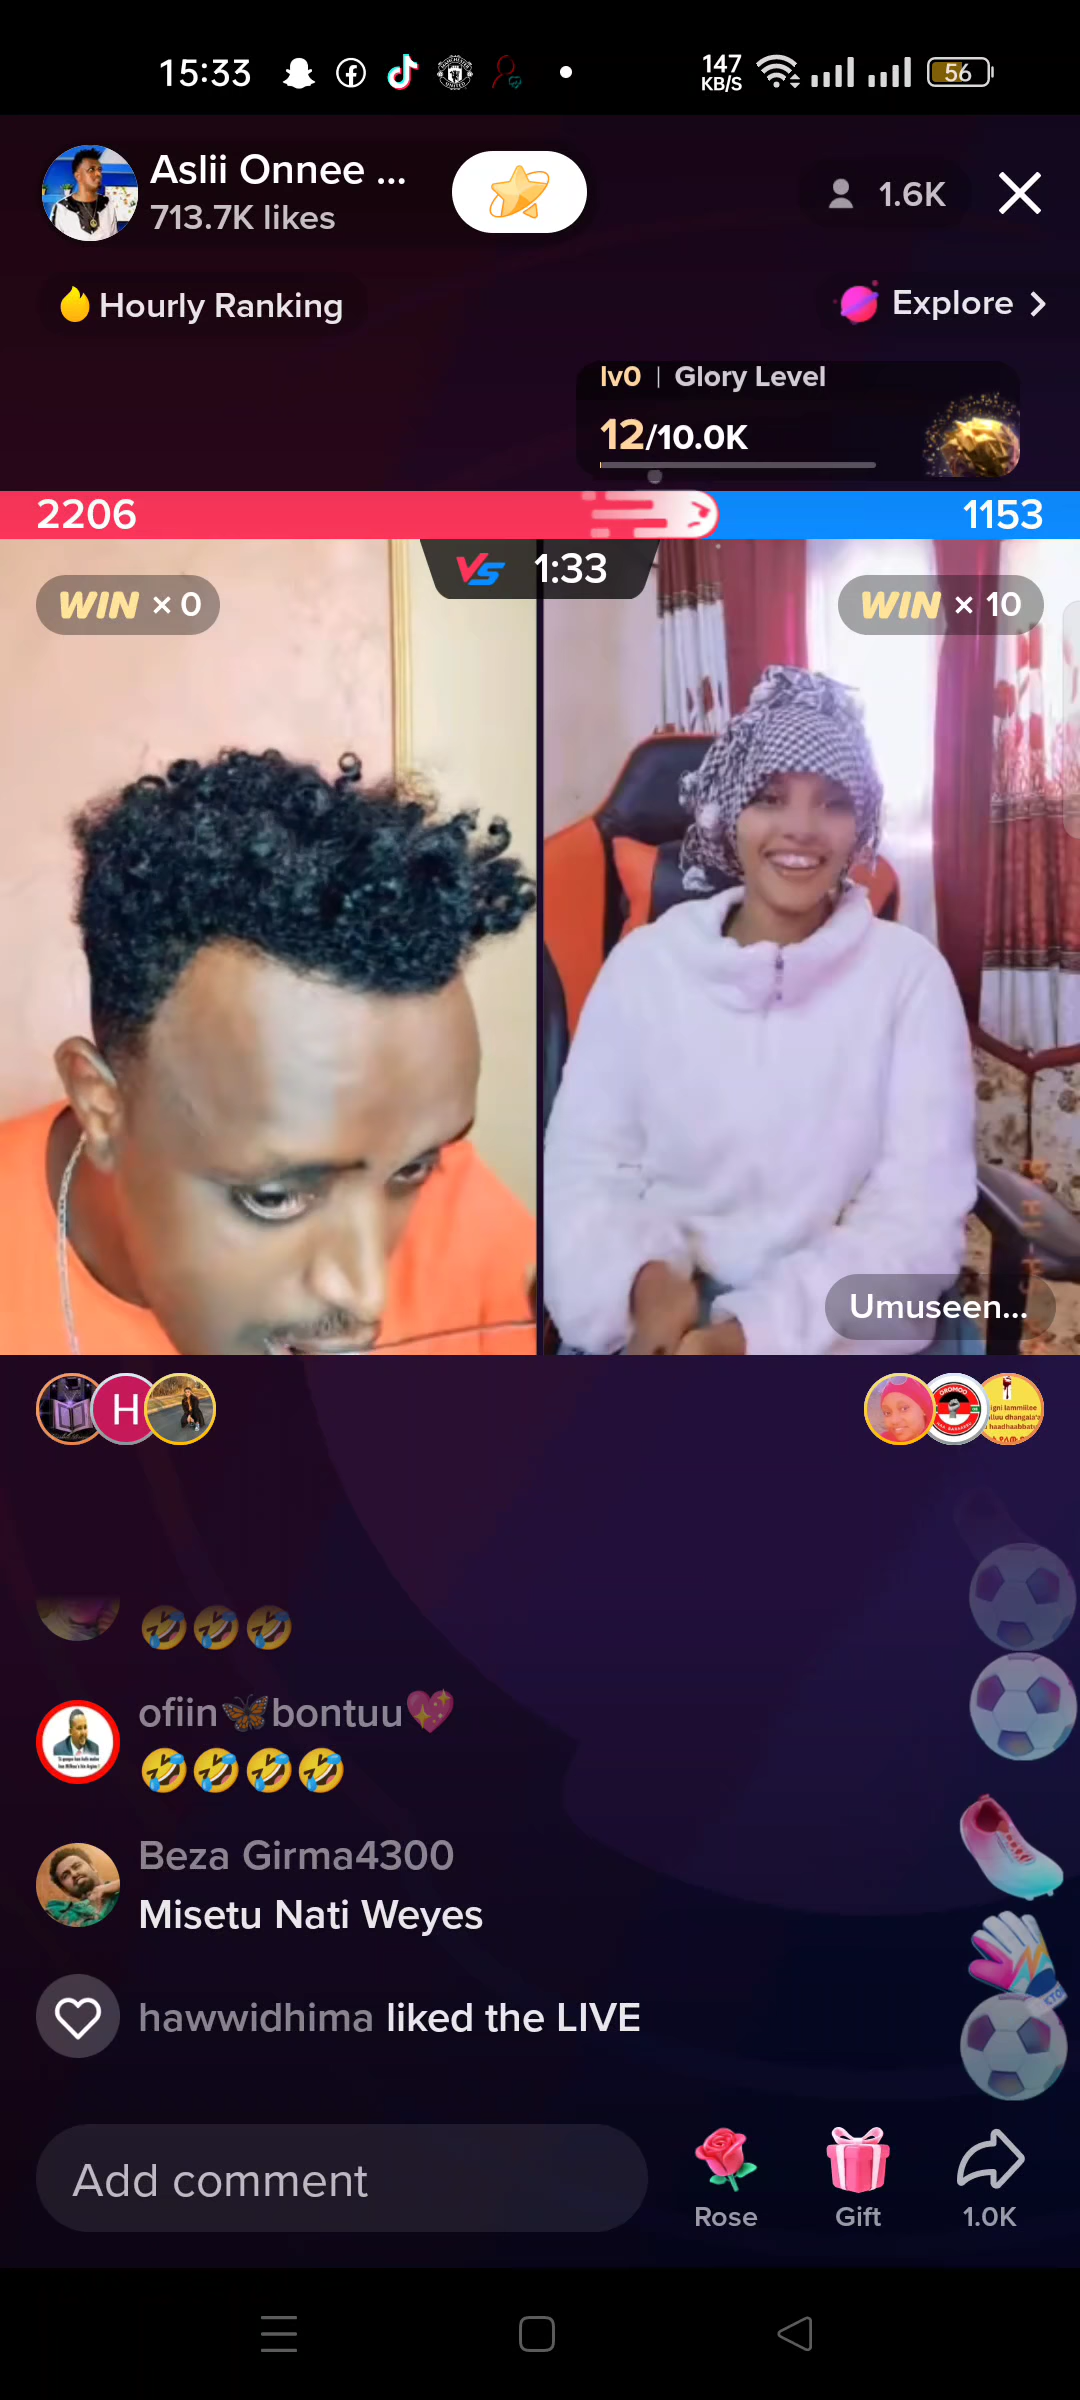 15:33
147
KB/S
56
Aslii Onnee ...
713.7K likes
1.6K
Hourly Ranking
Explore
lv0 | Glory Level
12/10.0K
2206
1153
VS 1:33
WIN × 0
WIN × 10
Umuseen...
H
OROMOO
ofiin🦋bontuu💖
🤣🤣🤣🤣
Beza Girma4300
Misetu Nati Weyes
hawwidhima liked the LIVE
Add comment
Rose
Gift
1.0K